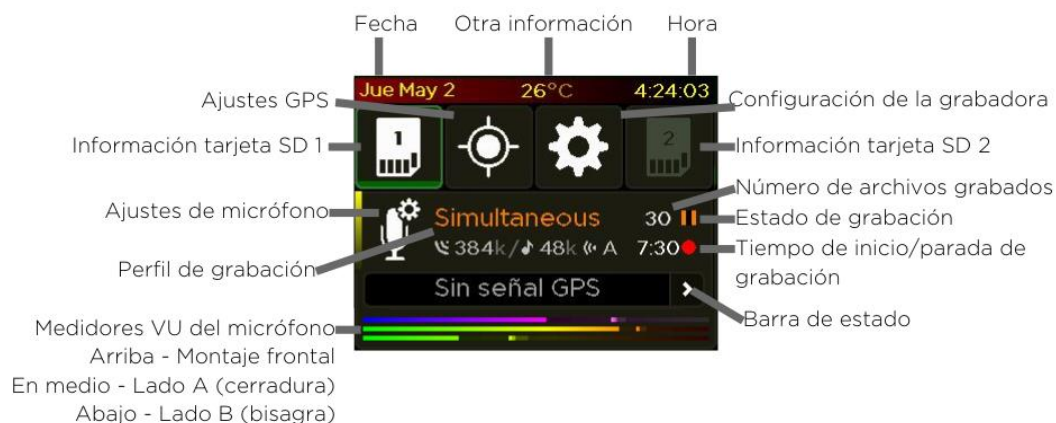 Fecha Otra información Hora
Jue May 2 26°C 4:24:03
Ajustes GPS
Configuración de la grabadora
Información tarjeta SD 1
1
2
Información tarjeta SD 2
Número de archivos grabados
Ajustes de micrófono
Simultaneous 30
Estado de grabación
384k/ 48k A 7:30
Tiempo de inicio/parada de
grabación
Perfil de grabación
Sin señal GPS
Barra de estado
Medidores VU del micrófono
Arriba - Montaje frontal
En medio - Lado A (cerradura)
Abajo - Lado B (bisagra)